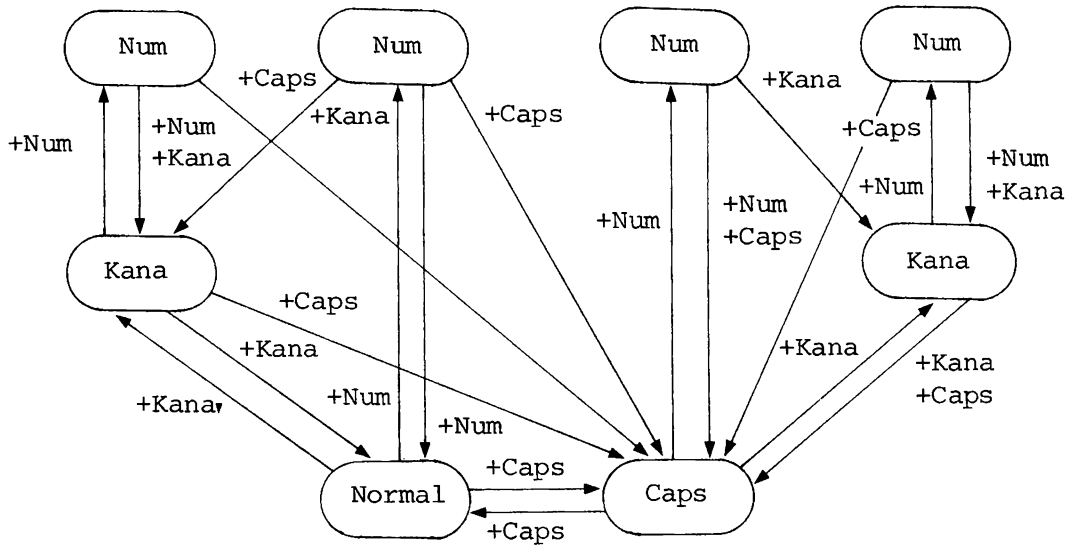 Num
Num
Num
Num
+Caps
+Kana
+Kana
+Caps
+Num
+Num
+Kana
+Caps
+Num
+Kana
+Num
+Num
+Num
+Caps
Kana
Kana
+Caps
+Kana
+Kana
+Kana
+Caps
+Kana
+Num
+Num
+Caps
Normal
Caps
+Caps